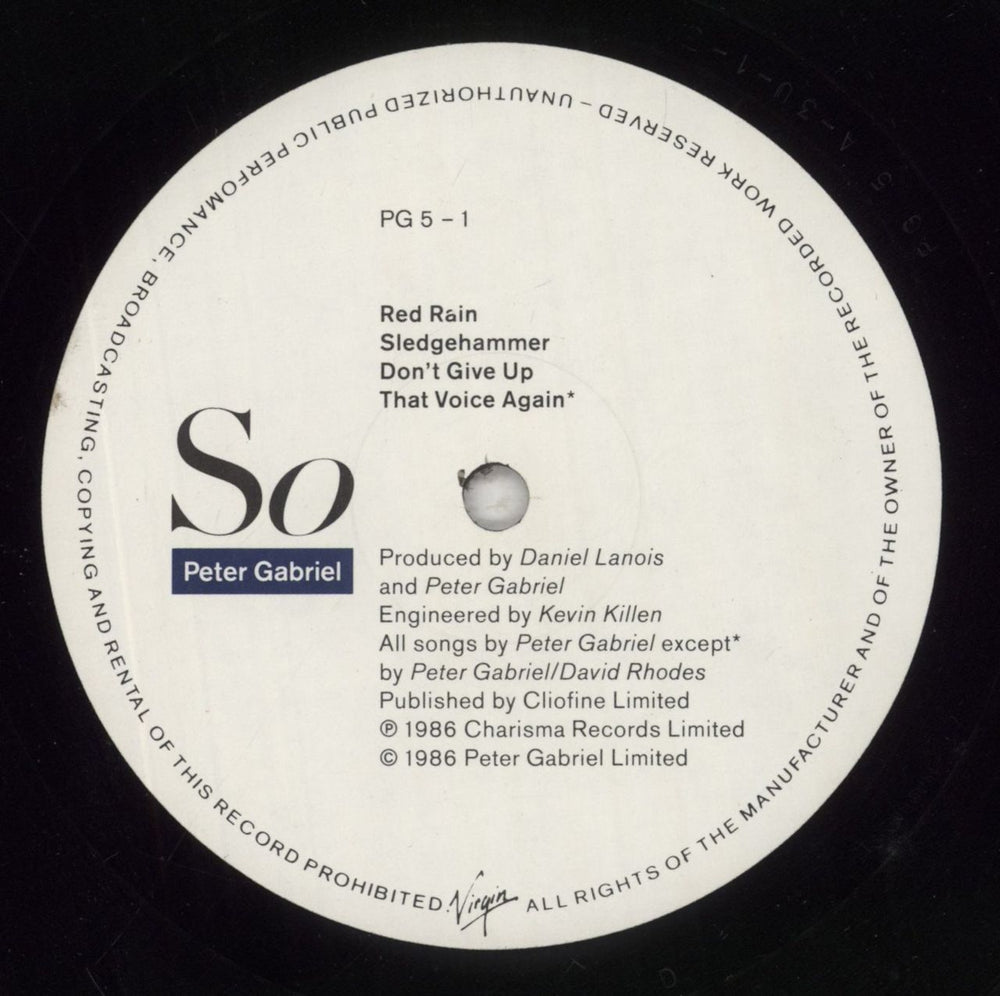 PG 5 – 1
Red Rain
Sledgehammer
Don't Give Up
That Voice Again*
So
Peter Gabriel
Produced by Daniel Lanois
and Peter Gabriel
Engineered by Kevin Killen
All songs by Peter Gabriel except*
by Peter Gabriel/David Rhodes
Published by Cliofine Limited
℗ 1986 Charisma Records Limited
© 1986 Peter Gabriel Limited
ALL RIGHTS OF THE MANUFACTURER AND OF THE OWNER OF THE RECORDED WORK RESERVED – UNAUTHORIZED PUBLIC PERFOMANCE, BROADCASTING, COPYING AND RENTAL OF THIS RECORD PROHIBITED.
Virgin